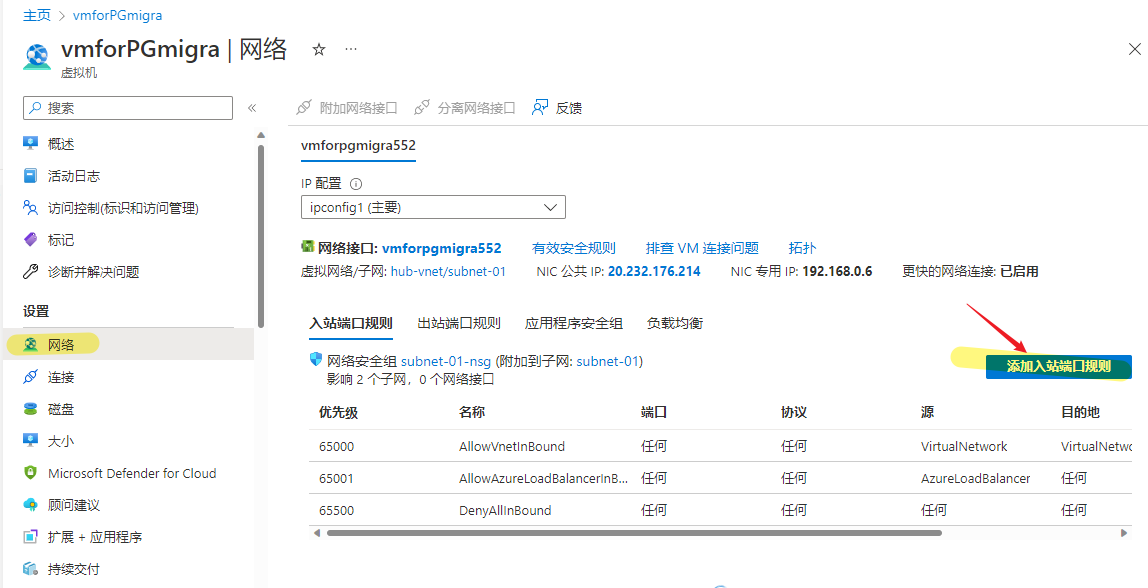 主页 > vmforPGmigra
vmforPGmigra | 网络
虚拟机
搜索
概述
活动日志
访问控制(标识和访问管理)
标记
诊断并解决问题
设置
网络
连接
磁盘
大小
Microsoft Defender for Cloud
顾问建议
扩展 + 应用程序
持续交付
附加网络接口 分离网络接口 反馈
vmforpgmigra552
IP 配置
ipconfig1 (主要)
网络接口: vmforpgmigra552 有效安全规则 排查 VM 连接问题 拓扑
虚拟网络/子网: hub-vnet/subnet-01 NIC 公共 IP: 20.232.176.214 NIC 专用 IP: 192.168.0.6 更快的网络连接: 已启用
入站端口规则 出站端口规则 应用程序安全组 负载均衡
网络安全组 subnet-01-nsg (附加到子网: subnet-01)
影响 2 个子网，0 个网络接口
添加入站端口规则
优先级 名称 端口 协议 源 目的地
65000 AllowVnetInBound 任何 任何 VirtualNetwork VirtualNetwo
65001 AllowAzureLoadBalancerInB... 任何 任何 AzureLoadBalancer 任何
65500 DenyAllInBound 任何 任何 任何 任何